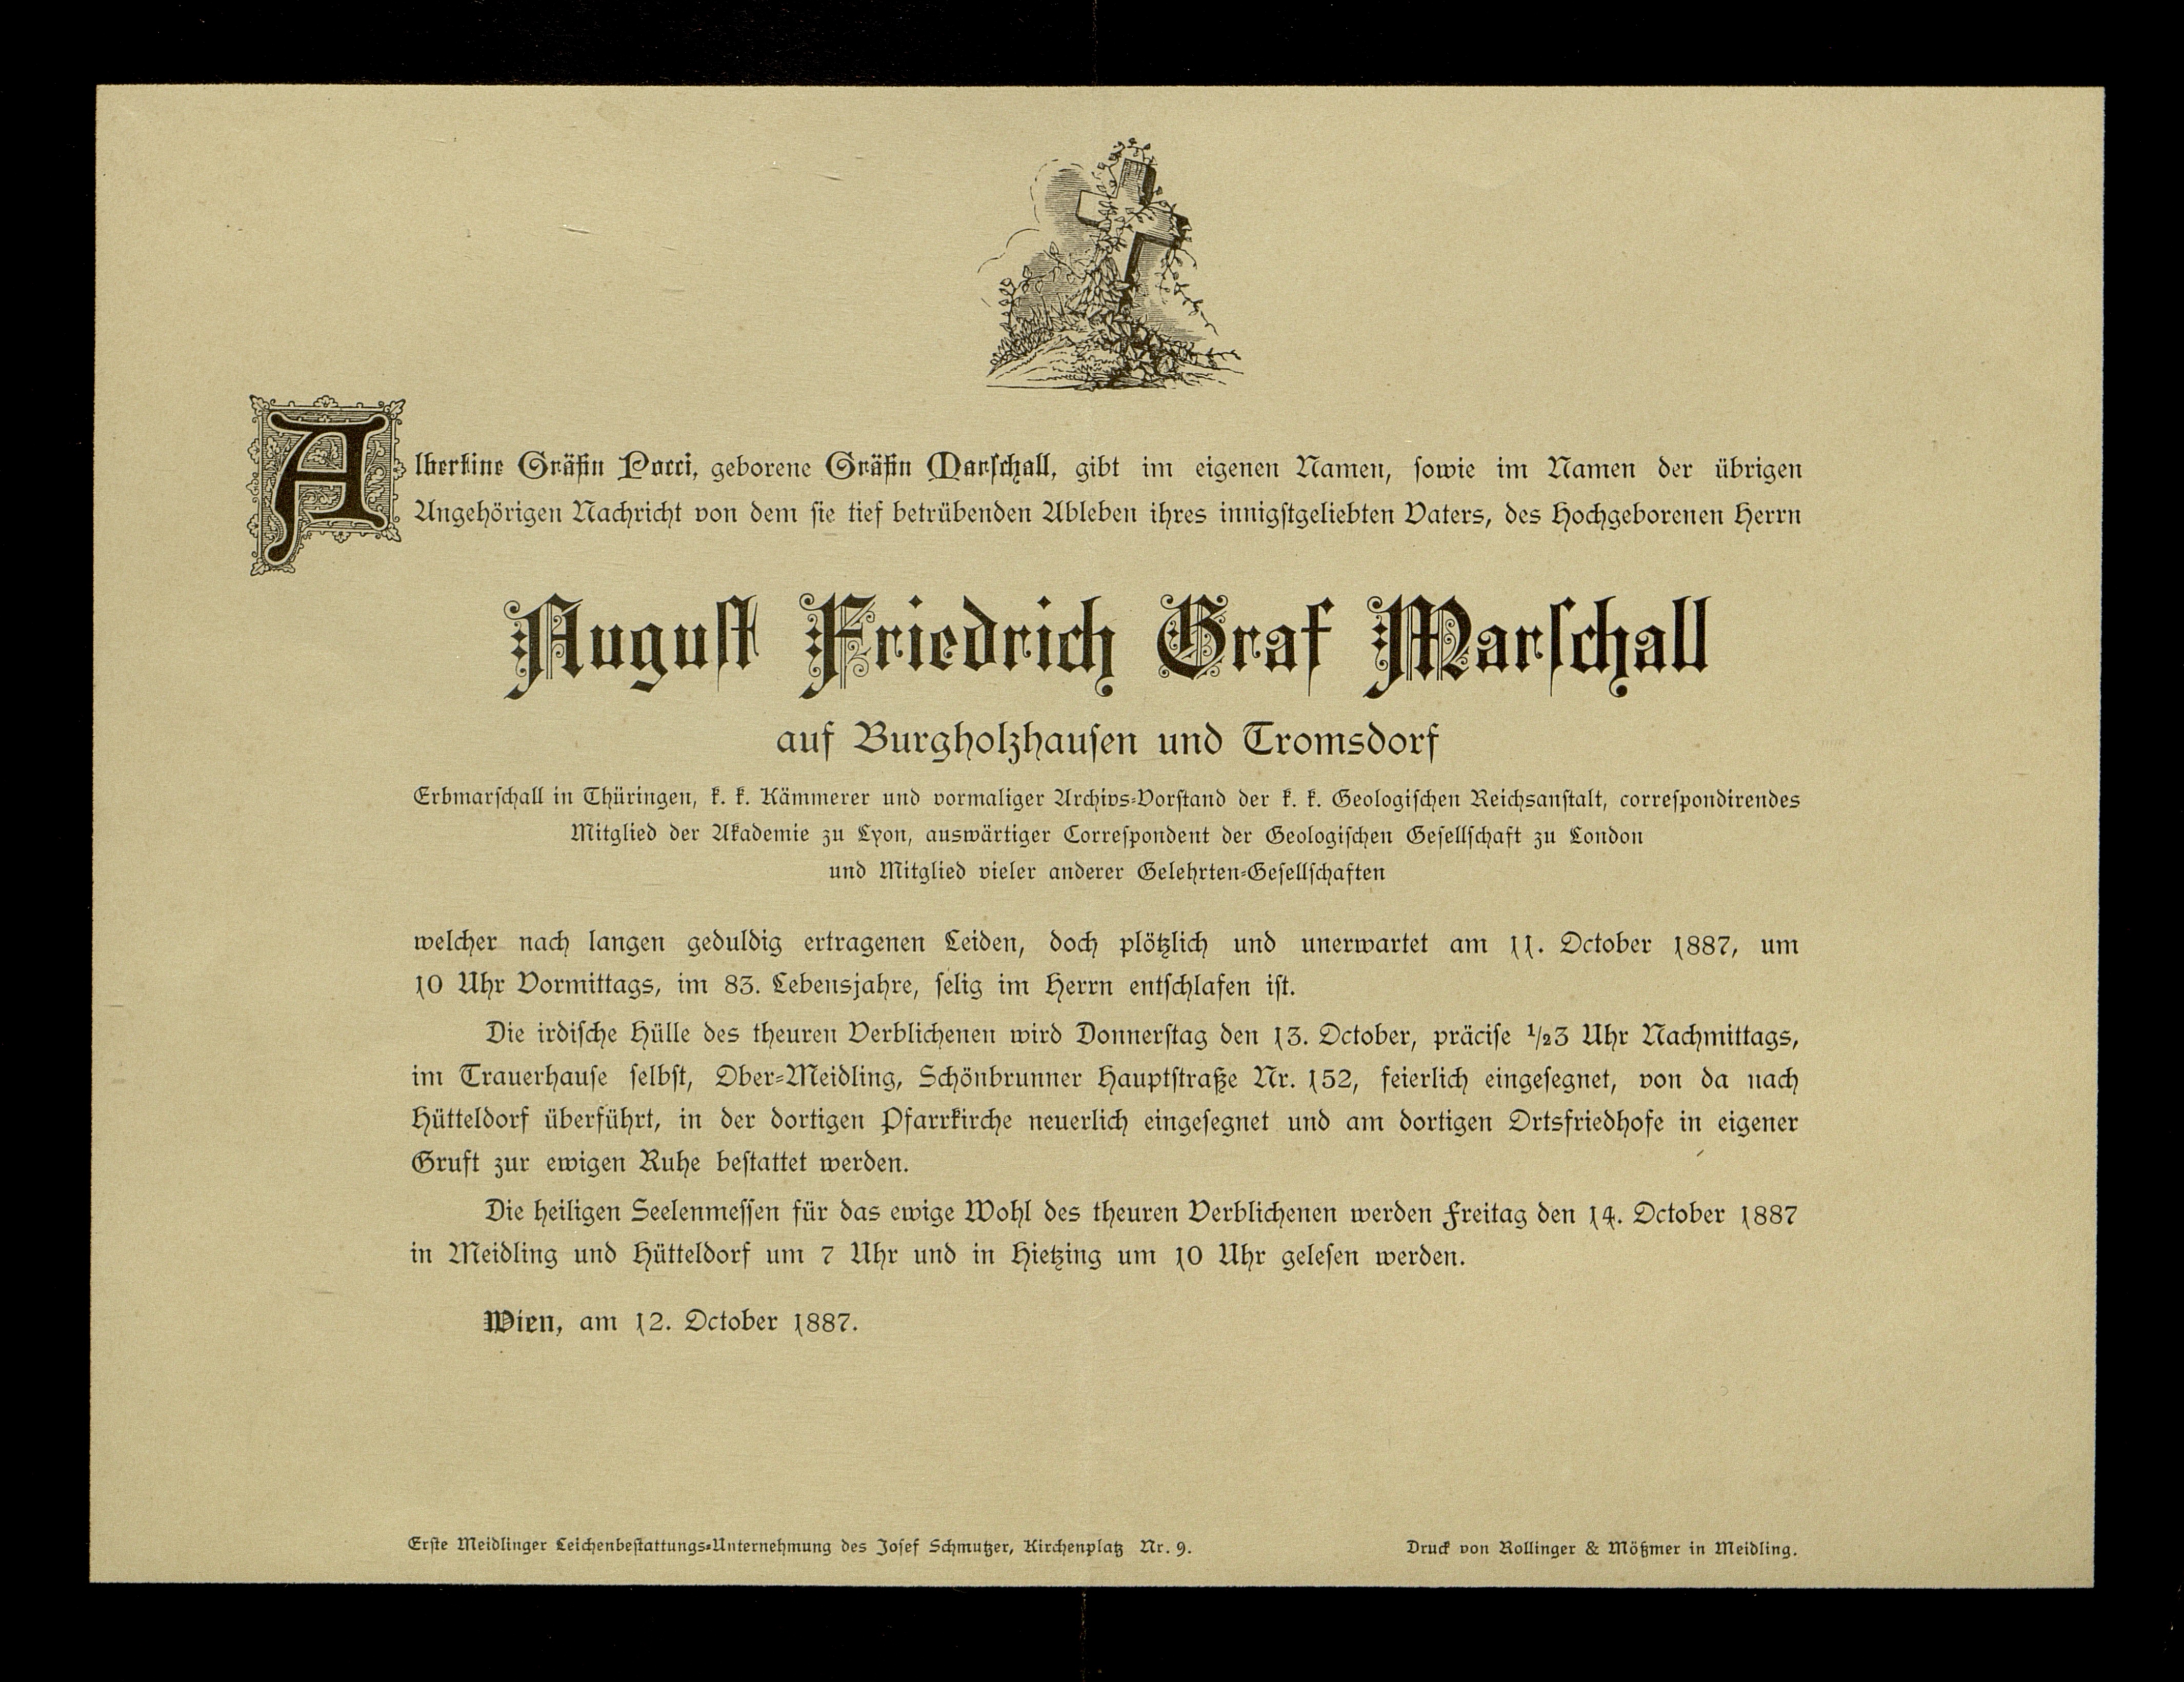 Albertine Gräfin Pocci, geborene Gräfin Marschall, gibt im eigenen Namen, sowie im Namen der übrigen
Angehörigen Nachricht von dem sie tief betrübenden Ableben ihres innigstgeliebten Vaters, des Hochgeborenen Herrn
August Friedrich Graf Marschall
auf Burgholzhausen und Tromsdorf
Erbmarschall in Thüringen, k. k. Kämmerer und vormaliger Archivs-Vorstand der k. k. Geologischen Reichsanstalt, correspondirendes
Mitglied der Akademie zu Lyon, auswärtiger Correspondent der Geologischen Gesellschaft zu London
und Mitglied vieler anderer Gelehrten-Gesellschaften
welcher nach langen geduldig ertragenen Leiden, doch plötzlich und unerwartet am 11. October 1887, um
10 Uhr Vormittags, im 83. Lebensjahre, selig im Herrn entschlafen ist.
Die irdische Hülle des theuren Verblichenen wird Donnerstag den 13. October, präcise 1/23 Uhr Nachmittags,
im Trauerhause selbst, Ober-Meidling, Schönbrunner Hauptstraße Nr. 152, feierlich eingesegnet, von da nach
Hütteldorf überführt, in der dortigen Pfarrkirche neuerlich eingesegnet und am dortigen Ortsfriedhofe in eigener
Gruft zur ewigen Ruhe bestattet werden.
Die heiligen Seelenmessen für das ewige Wohl des theuren Verblichenen werden Freitag den 14. October 1887
in Meidling und Hütteldorf um 7 Uhr und in Hietzing um 10 Uhr gelesen werden.
Wien, am 12. October 1887.
Erste Meidlinger Leichenbestattungs-Unternehmung des Josef Schmutzer, Kirchenplatz Nr. 9.
Druck von Rollinger & Mößmer in Meidling.